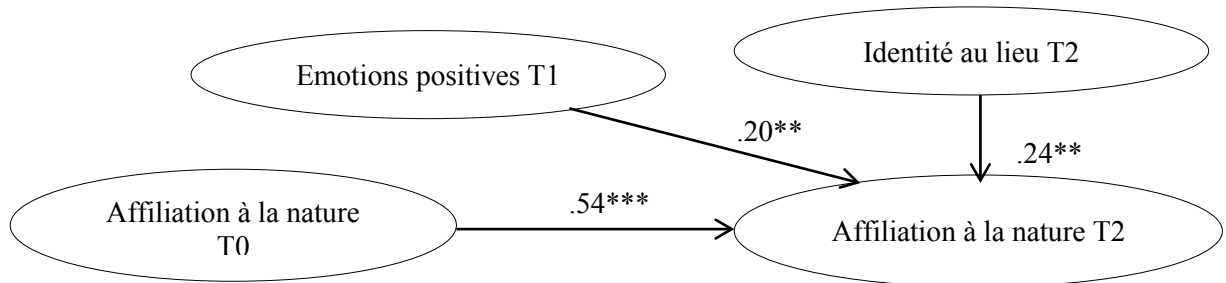 Identité au lieu T2
Emotions positives T1
.20**
.24**
Affiliation à la nature
T0
.54***
Affiliation à la nature T2